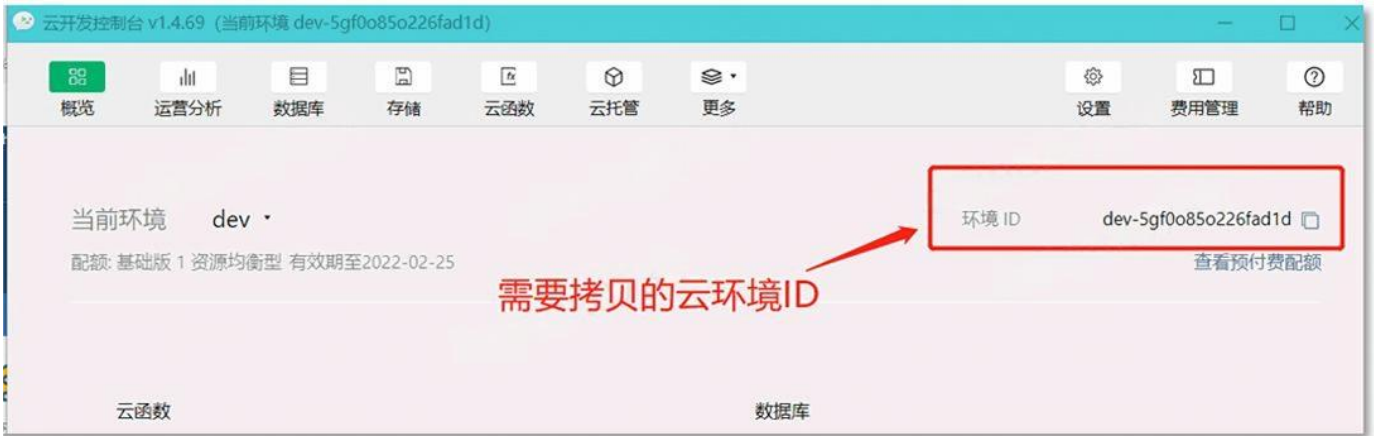 云开发控制台 v1.4.69 (当前环境 dev-5gf0o85o226fad1d)
概览 运营分析 数据库 存储 云函数 云托管 更多 设置 费用管理 帮助
当前环境 dev 环境 ID dev-5gf0o85o226fad1d
配额: 基础版 1 资源均衡型 有效期至2022-02-25 查看预付费配额
需要拷贝的云环境ID
云函数 数据库